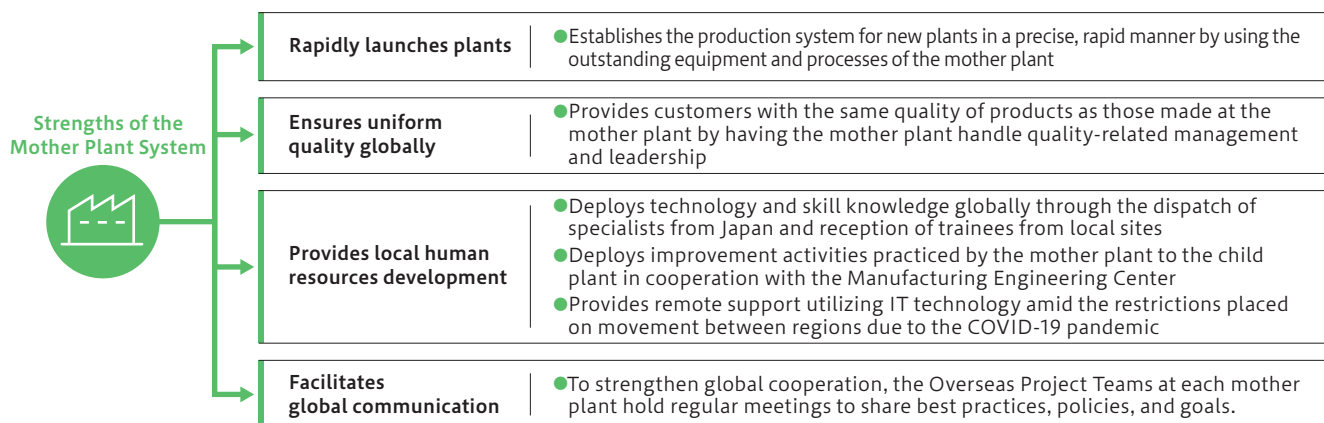 Strengths of the
Mother Plant System
Rapidly launches plants
●Establishes the production system for new plants in a precise, rapid manner by using the
outstanding equipment and processes of the mother plant
Ensures uniform
quality globally
●Provides customers with the same quality of products as those made at the
mother plant by having the mother plant handle quality-related management
and leadership
Provides local human
resources development
●Deploys technology and skill knowledge globally through the dispatch of
specialists from Japan and reception of trainees from local sites
●Deploys improvement activities practiced by the mother plant to the child
plant in cooperation with the Manufacturing Engineering Center
●Provides remote support utilizing IT technology amid the restrictions placed
on movement between regions due to the COVID-19 pandemic
Facilitates
global communication
●To strengthen global cooperation, the Overseas Project Teams at each mother
plant hold regular meetings to share best practices, policies, and goals.